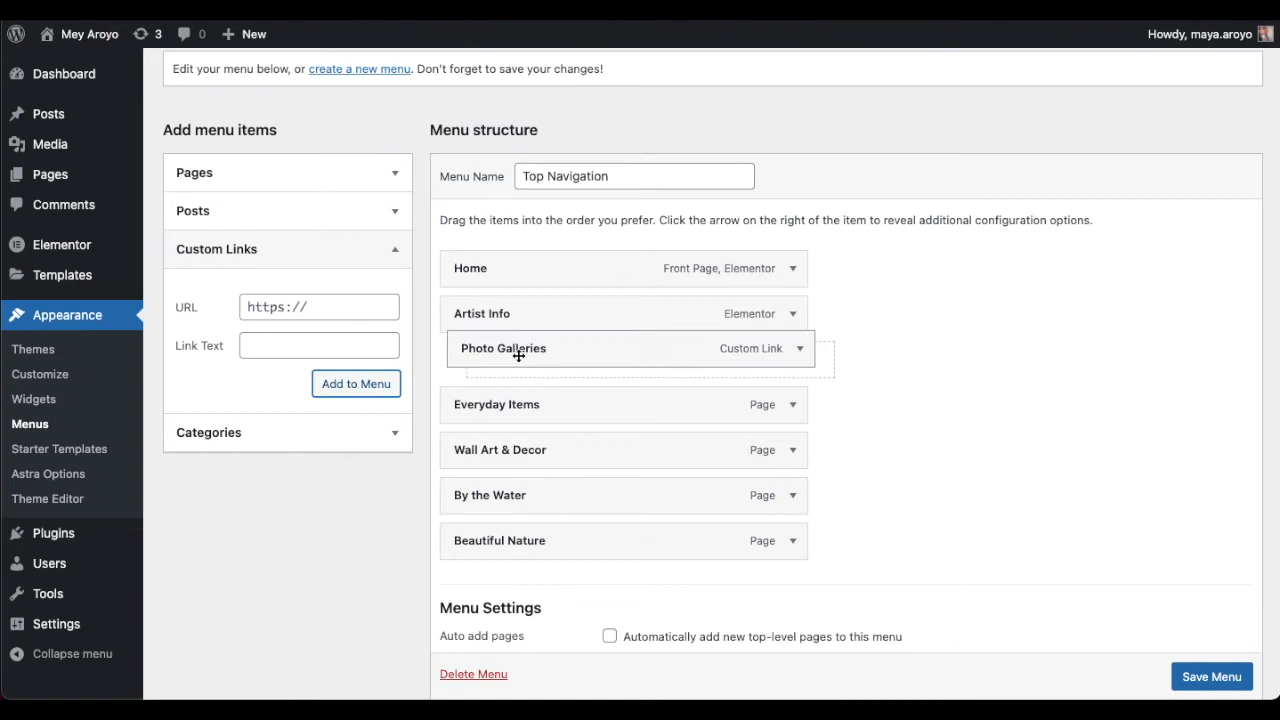 Mey Aroyo 3 0 New Howdy, maya.aroyo
Dashboard
Posts
Media
Pages
Comments
Elementor
Templates
Appearance
Themes
Customize
Widgets
Menus
Starter Templates
Astra Options
Theme Editor
Plugins
Users
Tools
Settings
Collapse menu
Edit your menu below, or create a new menu. Don’t forget to save your changes!
Add menu items
Pages
Posts
Custom Links
URL https://
Link Text
Add to Menu
Categories
Menu structure
Menu Name Top Navigation
Drag the items into the order you prefer. Click the arrow on the right of the item to reveal additional configuration options.
Home Front Page, Elementor
Artist Info Elementor
Photo Galleries Custom Link
Everyday Items Page
Wall Art & Decor Page
By the Water Page
Beautiful Nature Page
Menu Settings
Auto add pages Automatically add new top-level pages to this menu
Delete Menu Save Menu